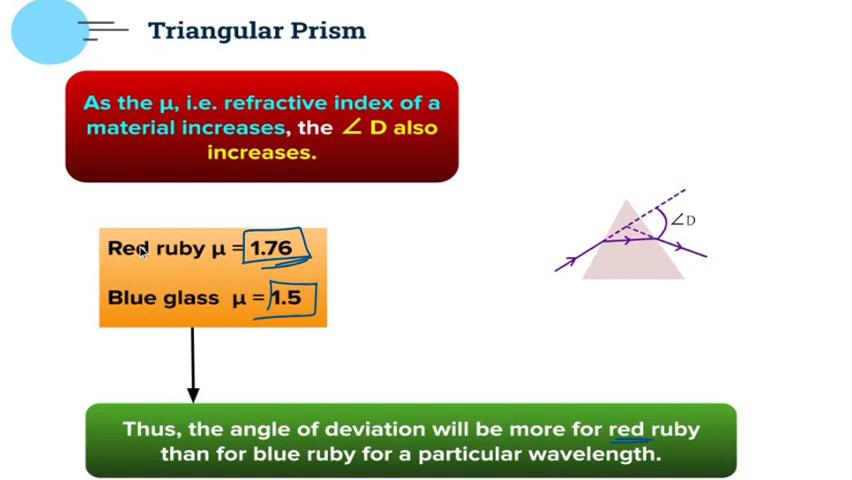 Triangular Prism
As the μ, i.e. refractive index of a
material increases, the ∠ D also
increases.
∠D
Red ruby μ = 1.76
Blue glass μ = 1.5
Thus, the angle of deviation will be more for red ruby
than for blue ruby for a particular wavelength.